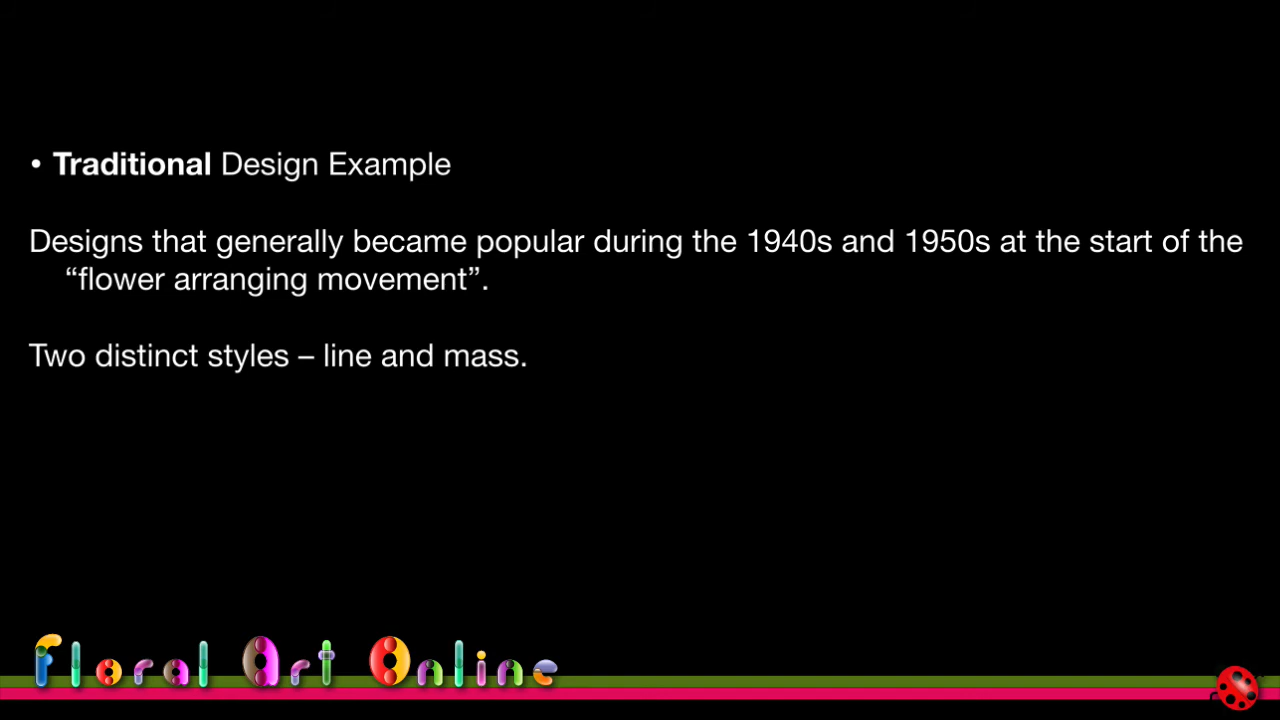 • Traditional Design Example
Designs that generally became popular during the 1940s and 1950s at the start of the
“flower arranging movement”.
Two distinct styles – line and mass.
Floral Art Online